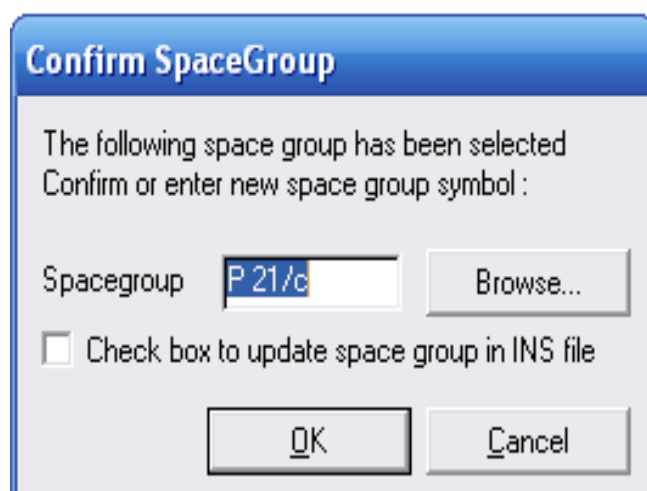 Confirm SpaceGroup
The following space group has been selected
Confirm or enter new space group symbol :
Spacegroup P 21/c Browse...
Check box to update space group in INS file
OK Cancel